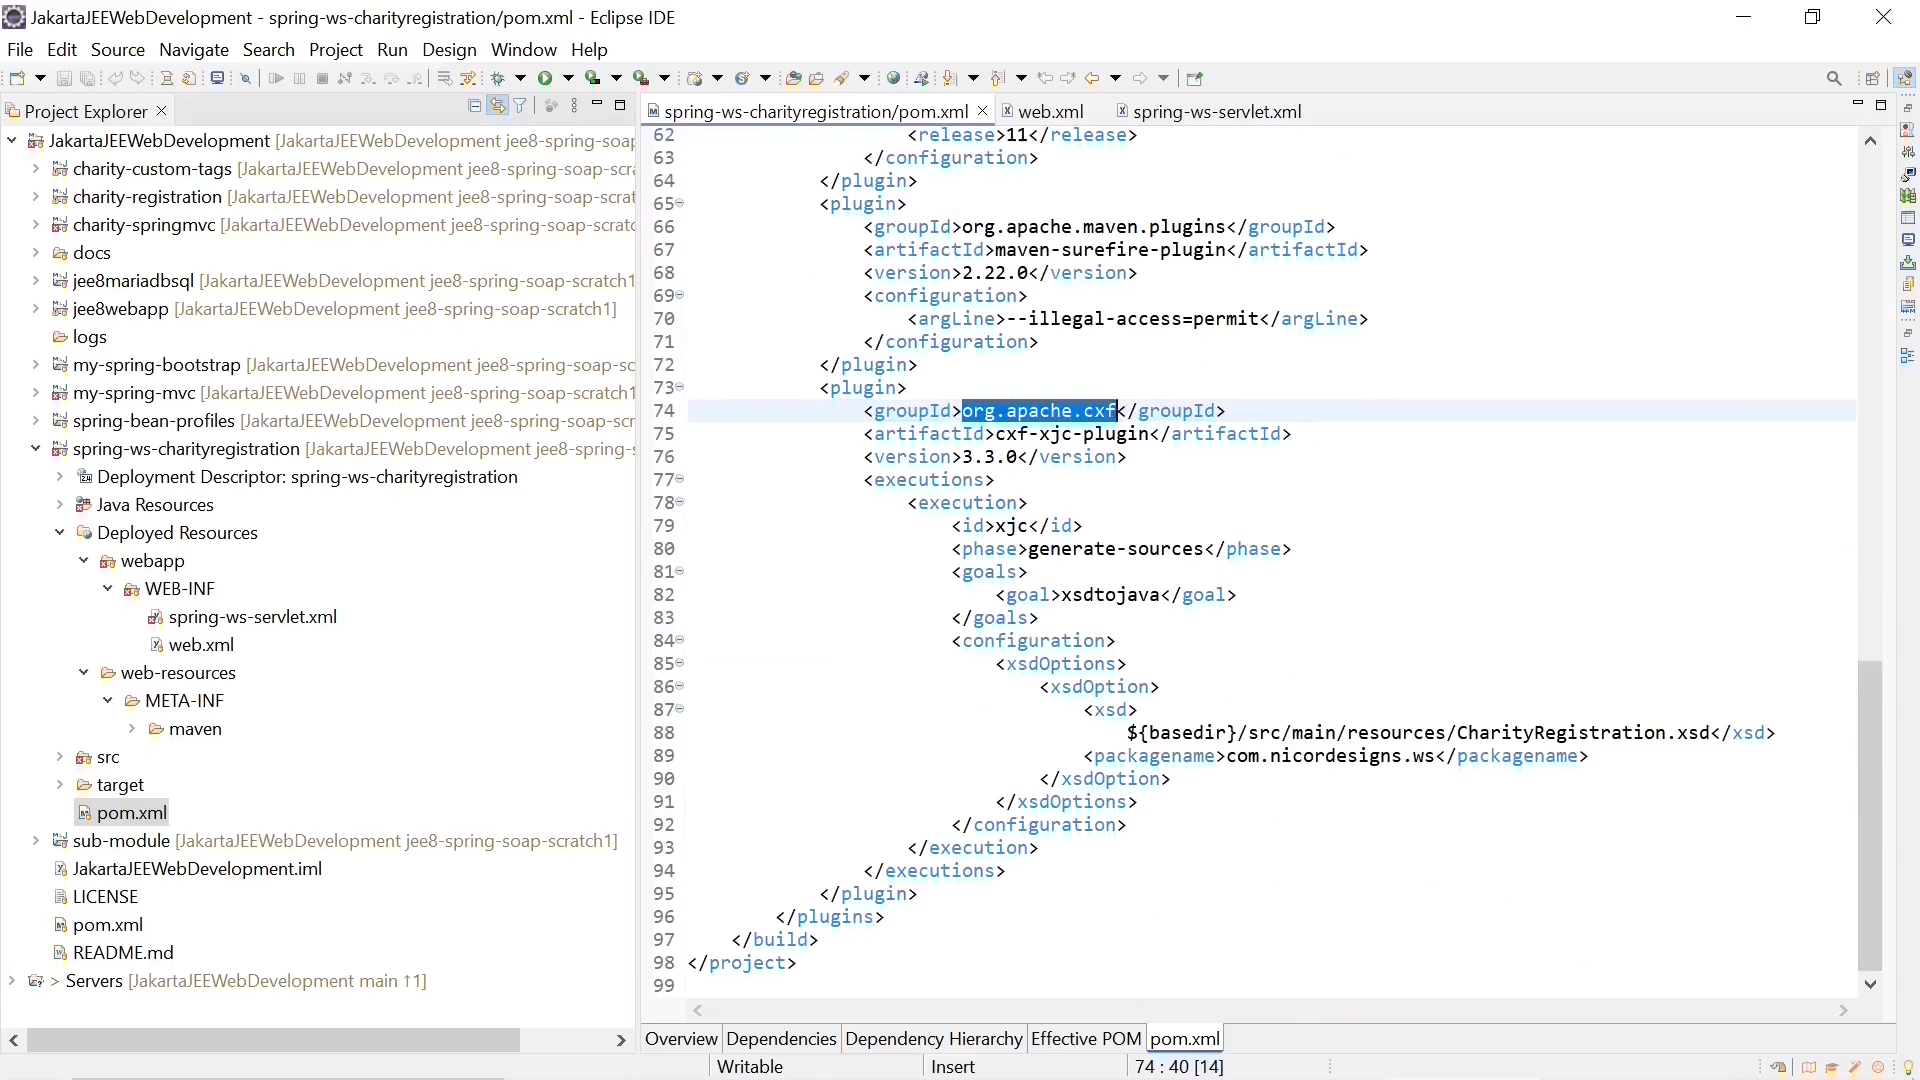 JakartaJEEWebDevelopment - spring-ws-charityregistration/pom.xml - Eclipse IDE
File Edit Source Navigate Search Project Run Design Window Help
Project Explorer
JakartaJEEWebDevelopment [JakartaJEEWebDevelopment jee8-spring-soap
charity-custom-tags [JakartaJEEWebDevelopment jee8-spring-soap-scra
charity-registration [JakartaJEEWebDevelopment jee8-spring-soap-scrat
charity-springmvc [JakartaJEEWebDevelopment jee8-spring-soap-scratc
docs
jee8mariadbsql [JakartaJEEWebDevelopment jee8-spring-soap-scratch1
jee8webapp [JakartaJEEWebDevelopment jee8-spring-soap-scratch1]
logs
my-spring-bootstrap [JakartaJEEWebDevelopment jee8-spring-soap-sc
my-spring-mvc [JakartaJEEWebDevelopment jee8-spring-soap-scratch1
spring-bean-profiles [JakartaJEEWebDevelopment jee8-spring-soap-scr
spring-ws-charityregistration [JakartaJEEWebDevelopment jee8-spring-s
Deployment Descriptor: spring-ws-charityregistration
Java Resources
Deployed Resources
webapp
WEB-INF
spring-ws-servlet.xml
web.xml
web-resources
META-INF
maven
src
target
pom.xml
sub-module [JakartaJEEWebDevelopment jee8-spring-soap-scratch1]
JakartaJEEWebDevelopment.iml
LICENSE
pom.xml
README.md
> Servers [JakartaJEEWebDevelopment main ↑1]
spring-ws-charityregistration/pom.xml web.xml spring-ws-servlet.xml
62 <release>11</release>
63 </configuration>
64 </plugin>
65 <plugin>
66 <groupId>org.apache.maven.plugins</groupId>
67 <artifactId>maven-surefire-plugin</artifactId>
68 <version>2.22.0</version>
69 <configuration>
70 <argLine>--illegal-access=permit</argLine>
71 </configuration>
72 </plugin>
73 <plugin>
74 <groupId>org.apache.cxf</groupId>
75 <artifactId>cxf-xjc-plugin</artifactId>
76 <version>3.3.0</version>
77 <executions>
78 <execution>
79 <id>xjc</id>
80 <phase>generate-sources</phase>
81 <goals>
82 <goal>xsdtojava</goal>
83 </goals>
84 <configuration>
85 <xsdOptions>
86 <xsdOption>
87 <xsd>
88 ${basedir}/src/main/resources/CharityRegistration.xsd</xsd>
89 <packagename>com.nicordesigns.ws</packagename>
90 </xsdOption>
91 </xsdOptions>
92 </configuration>
93 </execution>
94 </executions>
95 </plugin>
96 </plugins>
97 </build>
98 </project>
99
Overview Dependencies Dependency Hierarchy Effective POM pom.xml
Writable Insert 74 : 40 [14]